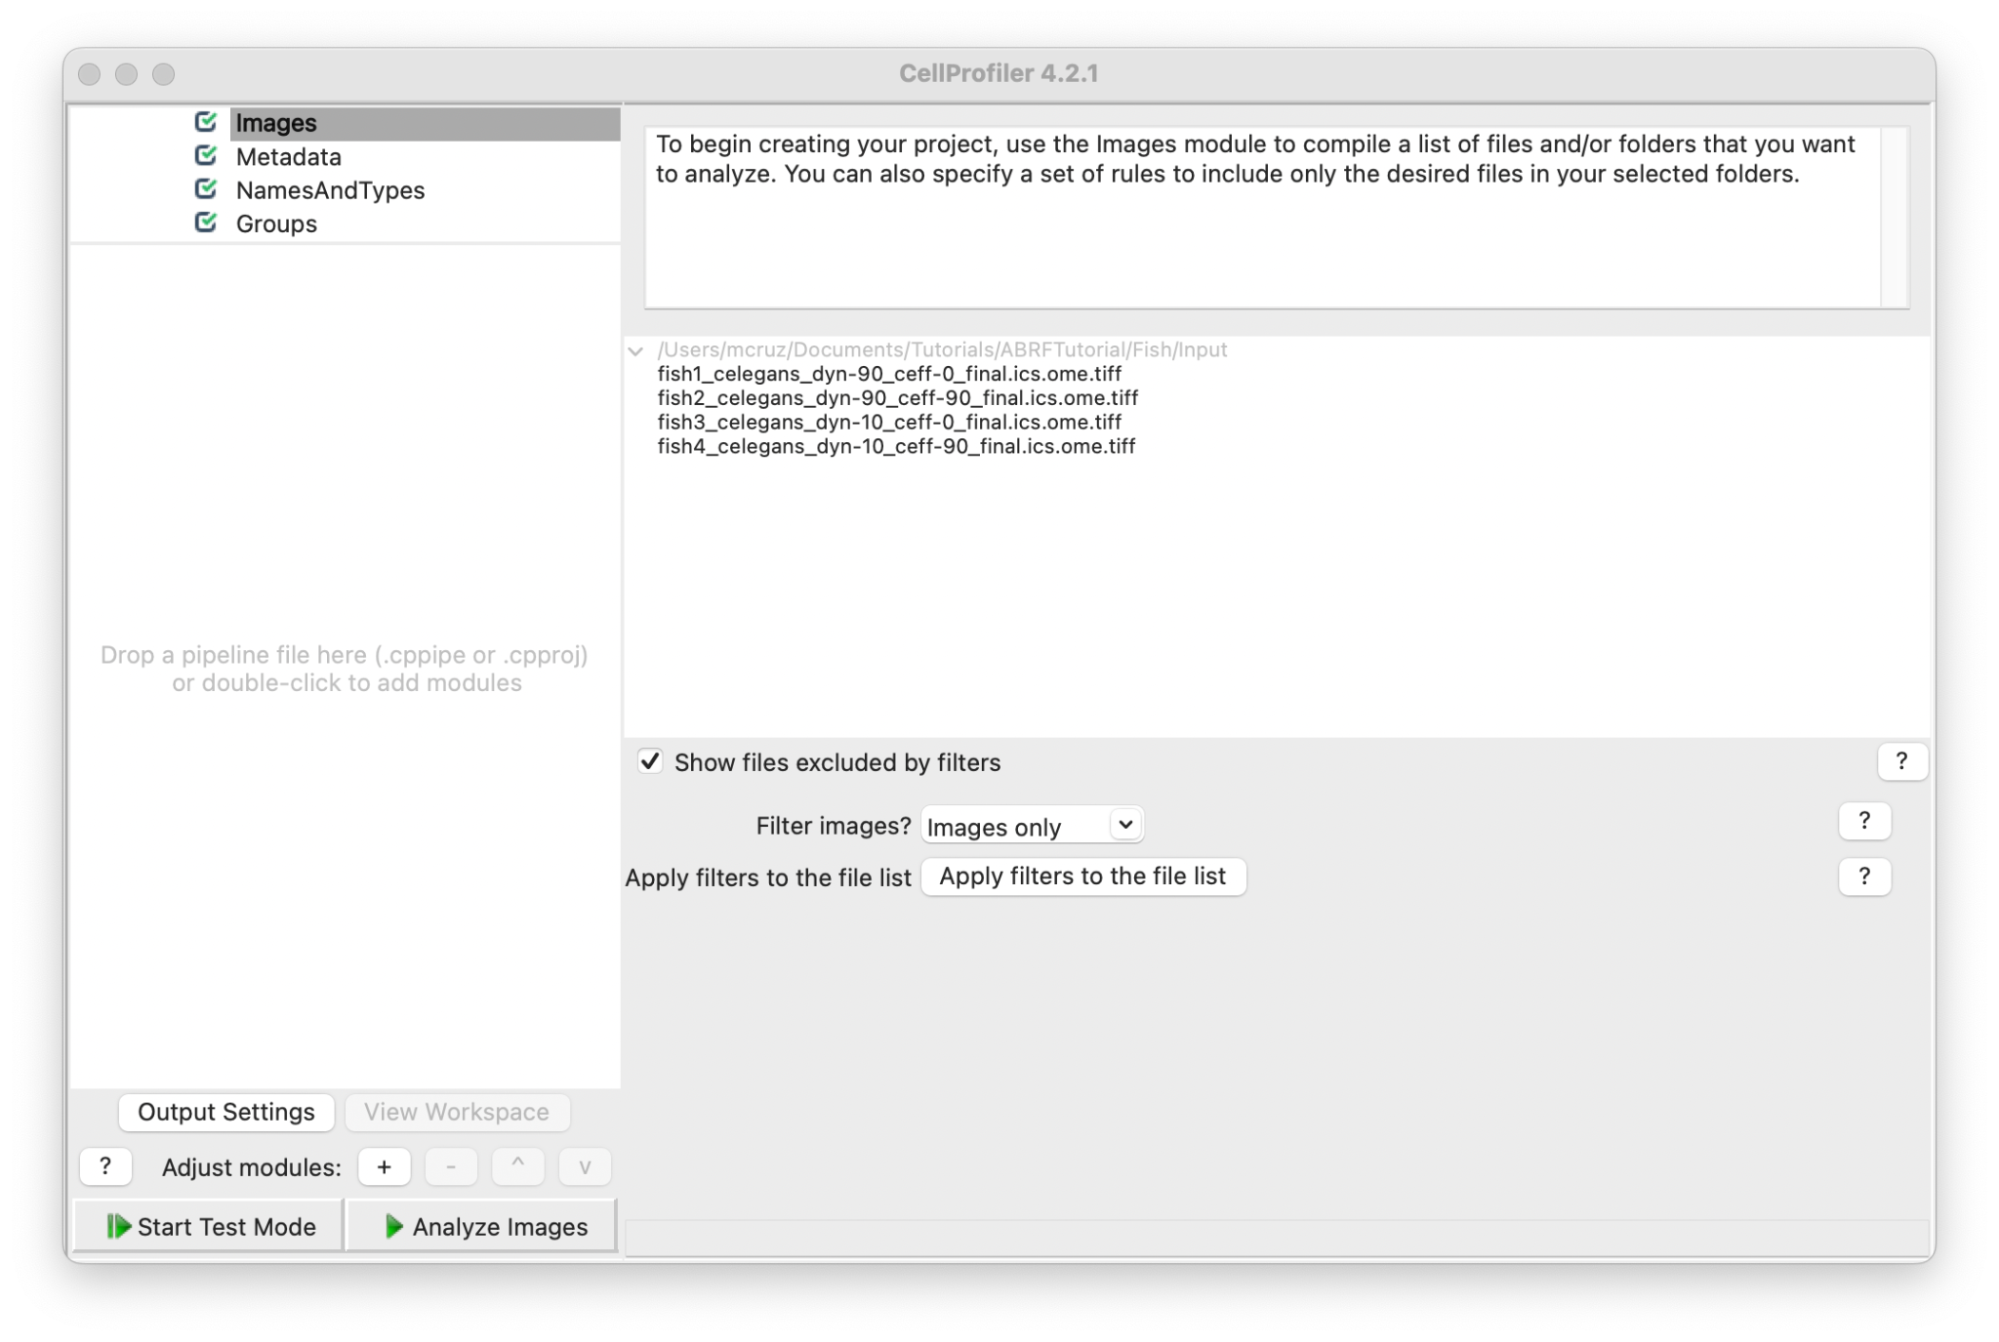 CellProfiler 4.2.1
Images
Metadata
NamesAndTypes
Groups
Drop a pipeline file here (.cppipe or .cpproj)
or double-click to add modules
Output Settings
View Workspace
?
Adjust modules:
+
-
^
v
Start Test Mode
Analyze Images
To begin creating your project, use the Images module to compile a list of files and/or folders that you want
to analyze. You can also specify a set of rules to include only the desired files in your selected folders.
/Users/mcruz/Documents/Tutorials/ABRFTutorial/Fish/Input
fish1_celegans_dyn-90_ceff-0_final.ics.ome.tiff
fish2_celegans_dyn-90_ceff-90_final.ics.ome.tiff
fish3_celegans_dyn-10_ceff-0_final.ics.ome.tiff
fish4_celegans_dyn-10_ceff-90_final.ics.ome.tiff
Show files excluded by filters
?
Filter images?
Images only
?
Apply filters to the file list
Apply filters to the file list
?